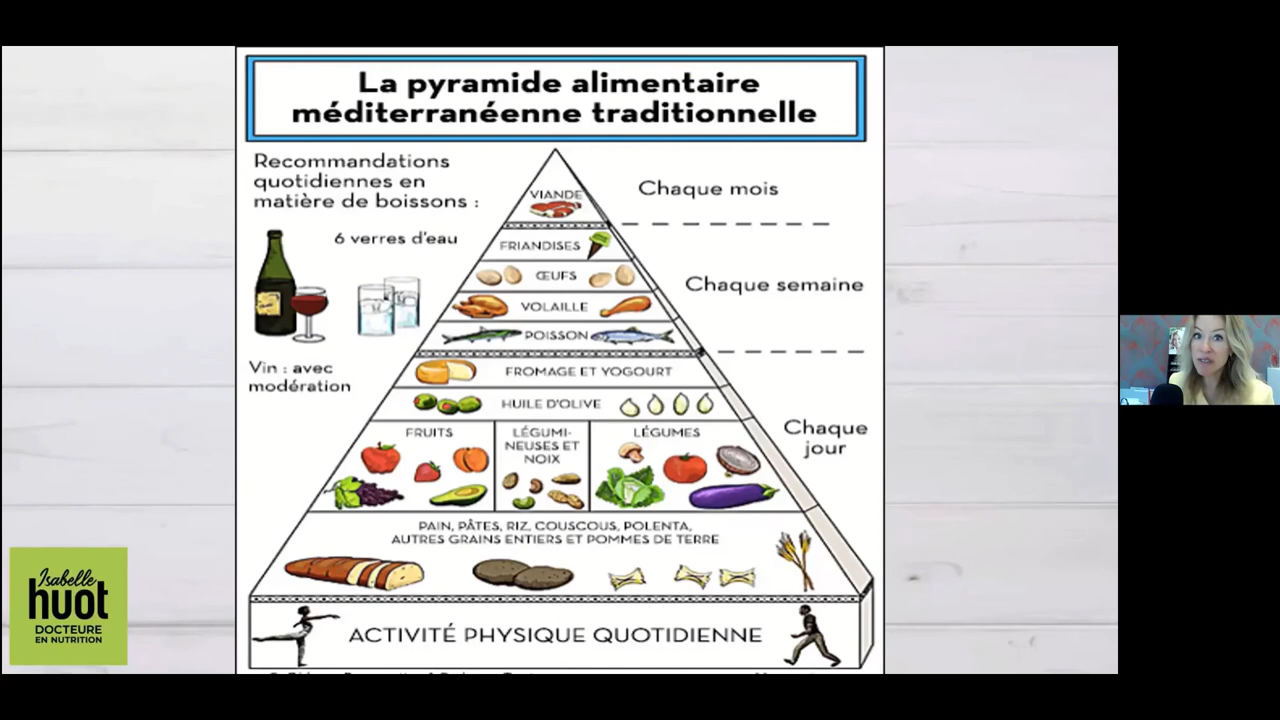 La pyramide alimentaire
méditerranéenne traditionnelle
Recommandations
quotidiennes en
matière de boissons :
6 verres d'eau
Vin : avec
modération
VIANDE
Chaque mois
FRIANDISES
ŒUFS
VOLAILLE
POISSON
Chaque semaine
FROMAGE ET YOGOURT
HUILE D'OLIVE
FRUITS
LÉGUMI-
NEUSES ET
NOIX
LÉGUMES
Chaque
jour
PAIN, PÂTES, RIZ, COUSCOUS, POLENTA,
AUTRES GRAINS ENTIERS ET POMMES DE TERRE
ACTIVITÉ PHYSIQUE QUOTIDIENNE
Isabelle
huot
DOCTEURE
EN NUTRITION